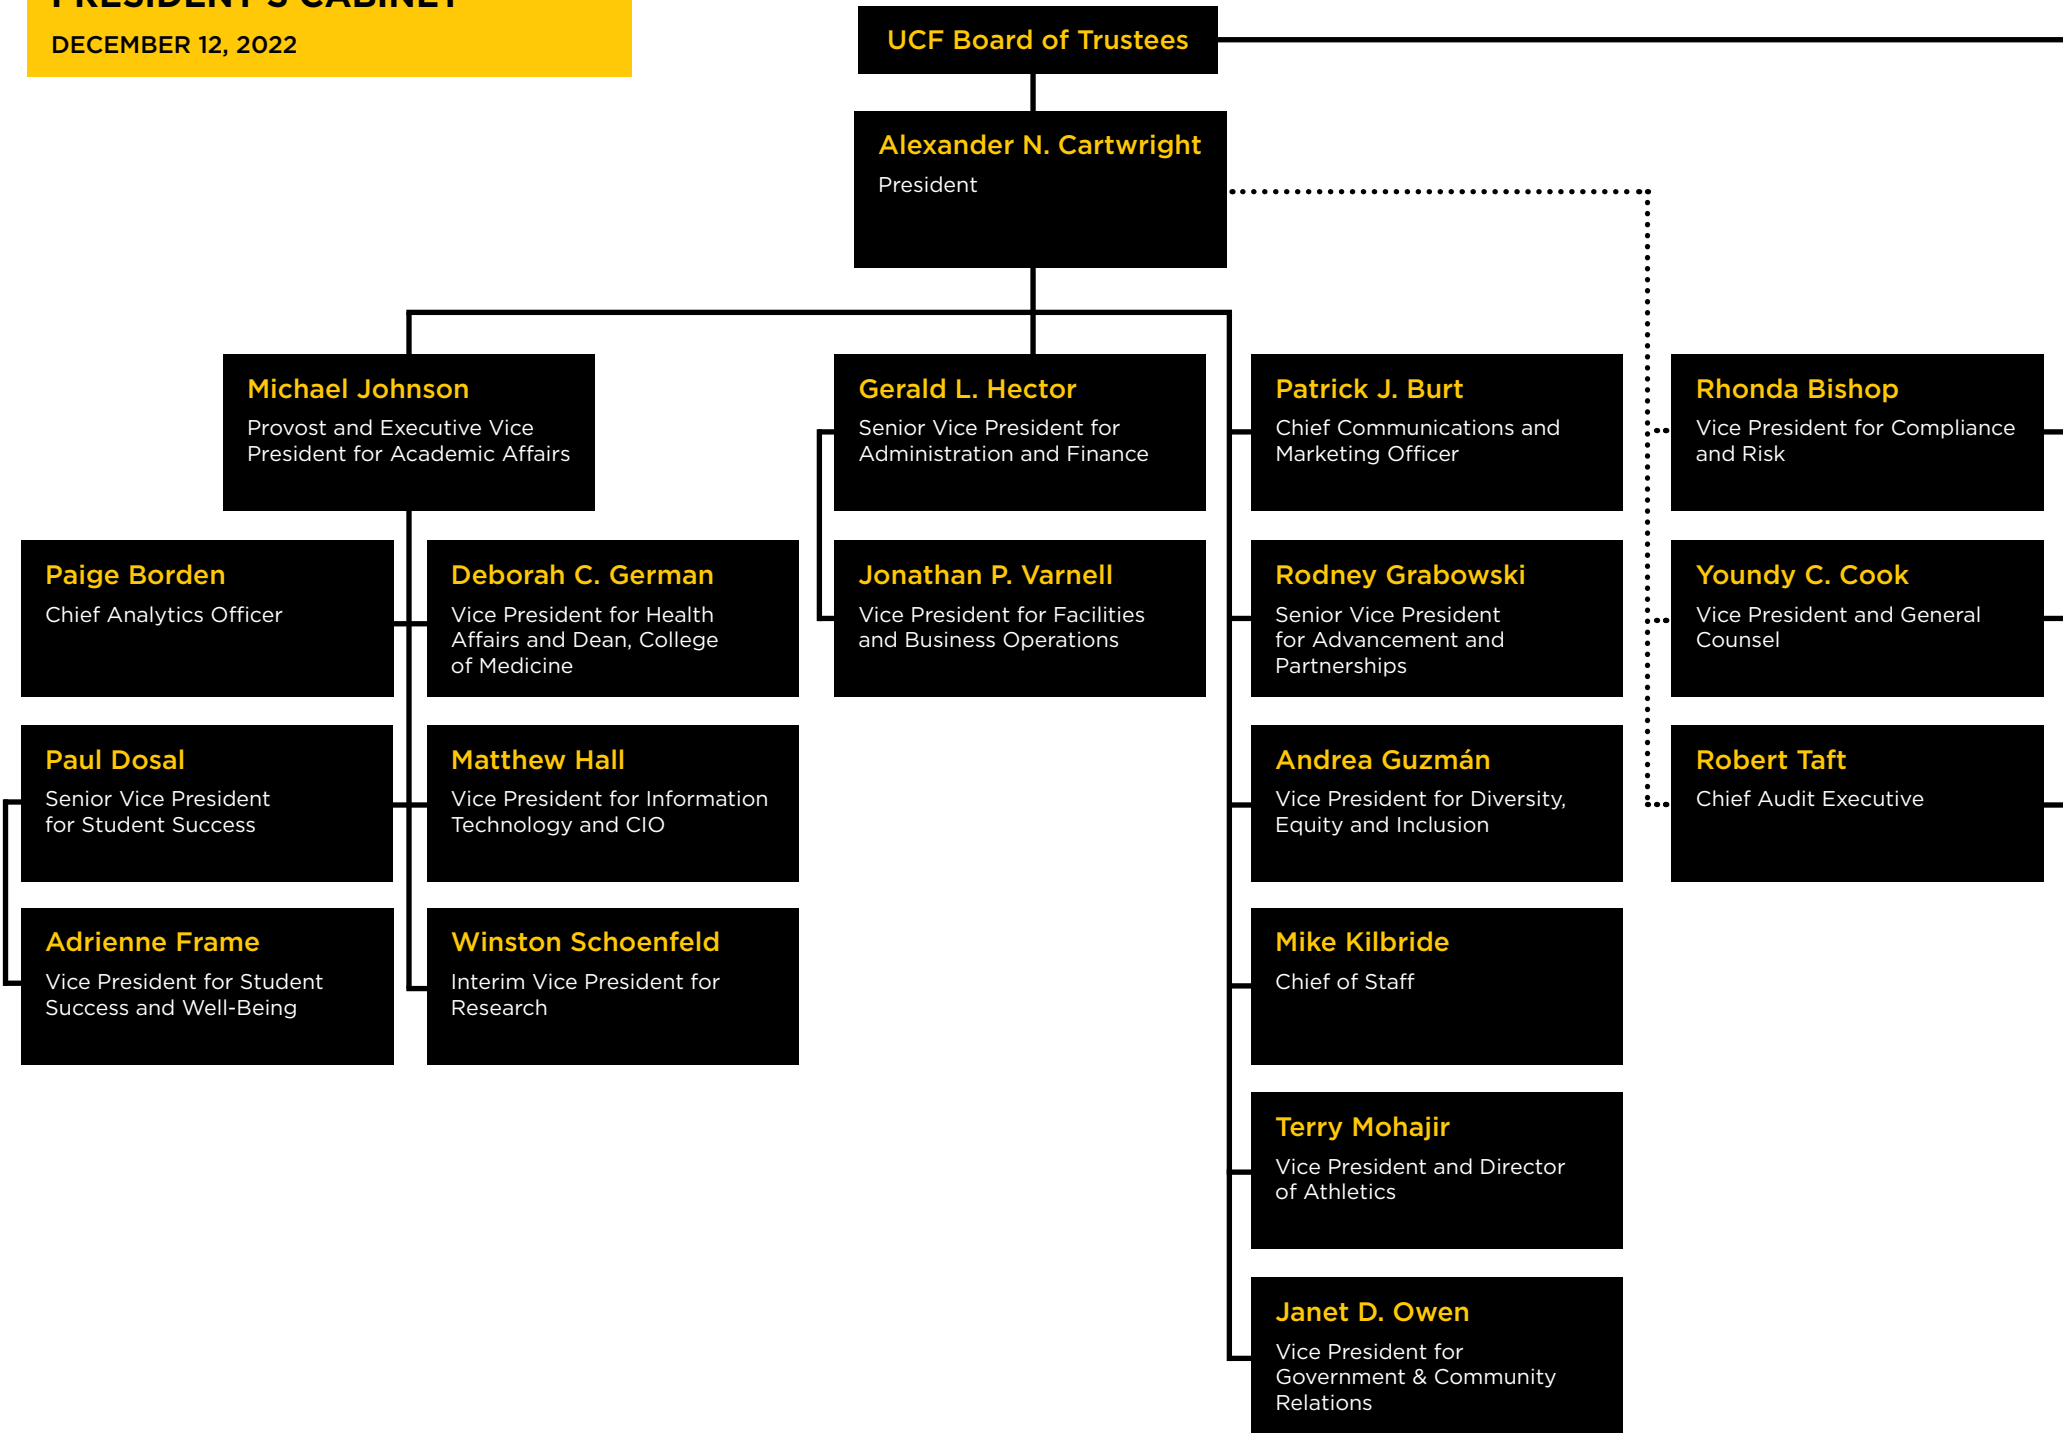 PRESIDENT'S CABINET
DECEMBER 12, 2022
UCF Board of Trustees
Alexander N. Cartwright
President
Michael Johnson
Provost and Executive Vice
President for Academic Affairs
Paige Borden
Chief Analytics Officer
Deborah C. German
Vice President for Health
Affairs and Dean, College
of Medicine
Paul Dosal
Senior Vice President
for Student Success
Matthew Hall
Vice President for Information
Technology and CIO
Adrienne Frame
Vice President for Student
Success and Well-Being
Winston Schoenfeld
Interim Vice President for
Research
Gerald L. Hector
Senior Vice President for
Administration and Finance
Jonathan P. Varnell
Vice President for Facilities
and Business Operations
Patrick J. Burt
Chief Communications and
Marketing Officer
Rodney Grabowski
Senior Vice President
for Advancement and
Partnerships
Andrea Guzmán
Vice President for Diversity,
Equity and Inclusion
Mike Kilbride
Chief of Staff
Terry Mohajir
Vice President and Director
of Athletics
Janet D. Owen
Vice President for
Government & Community
Relations
Rhonda Bishop
Vice President for Compliance
and Risk
Youndy C. Cook
Vice President and General
Counsel
Robert Taft
Chief Audit Executive